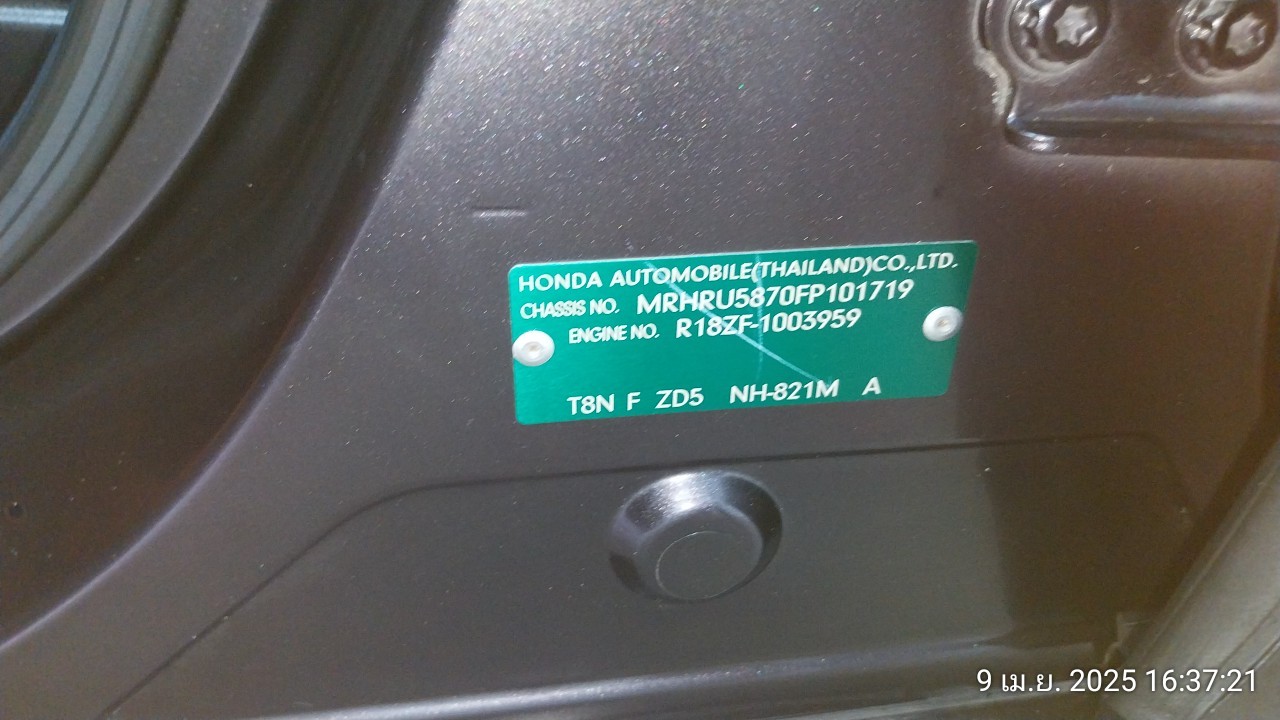 HONDA AUTOMOBILE(THAILAND)CO.,LTD.
CHASSIS NO. MRHRU5870FP101719
ENGINE NO. R18ZF-1003959
T8N F ZD5 NH-821M A
9 เม.ย. 2025 16:37:21